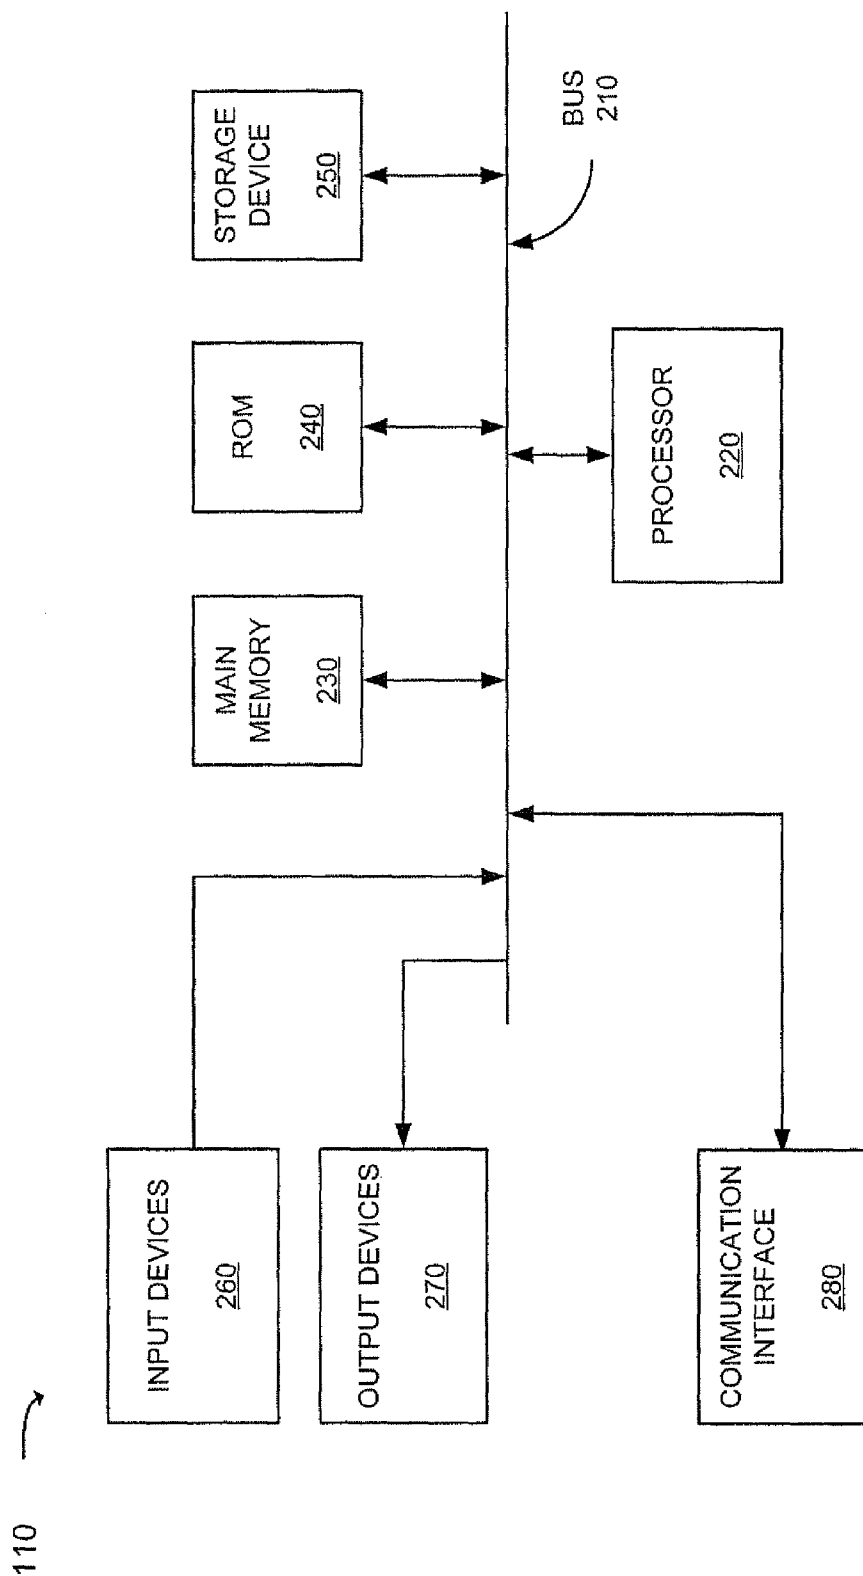 110
INPUT DEVICES
260
OUTPUT DEVICES
270
COMMUNICATION
INTERFACE
280
MAIN
MEMORY
230
ROM
240
STORAGE
DEVICE
250
PROCESSOR
220
BUS
210